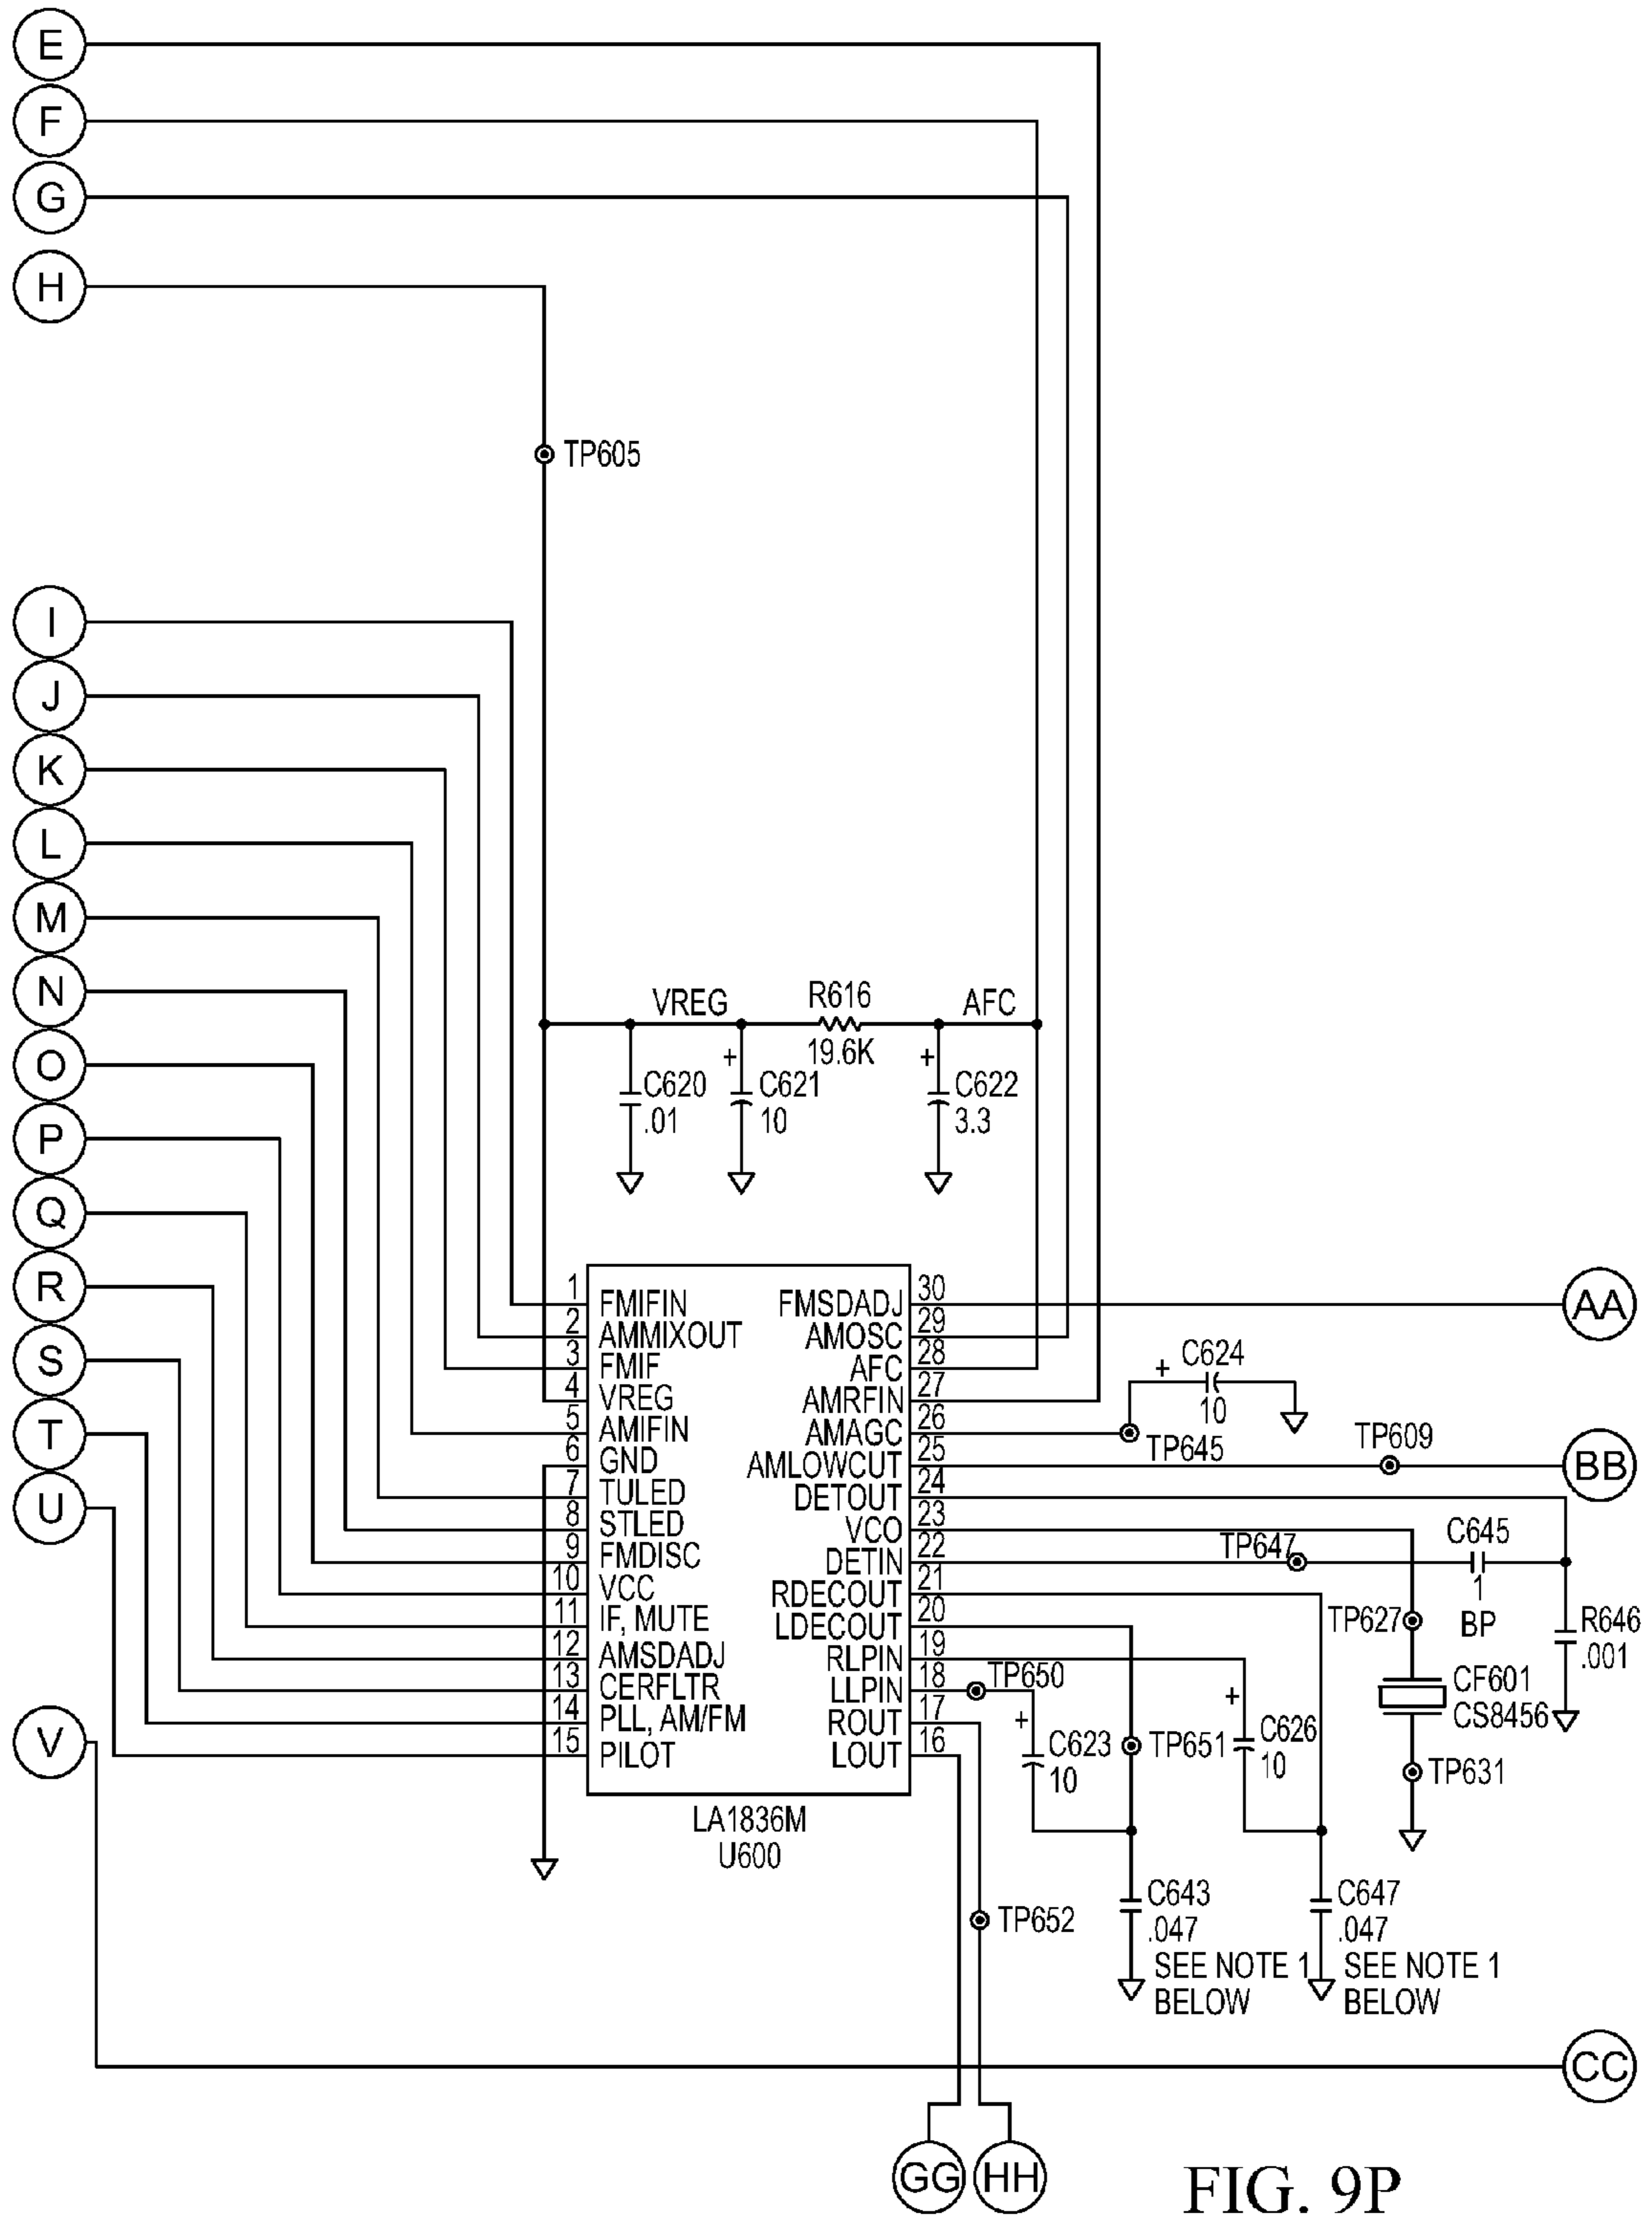 E
F
G
H
TP605
I
J
K
L
M
N
O
P
Q
R
S
T
U
V
VREG
R616
19.6K
AFC
C620
.01
+
C621
10
+
C622
3.3
1 FMIFIN
2 AMMIXOUT
3 FMIF
4 VREG
5 AMIFIN
6 GND
7 TULED
8 STLED
9 FMDISC
10 VCC
11 IF, MUTE
12 AMSDADJ
13 CERFLTR
14 PLL, AM/FM
15 PILOT
FMSDADJ 30
AMOSC 29
AFC 28
AMRFIN 27
AMAGC 26
AMLOWCUT 25
DETOUT 24
VCO 23
DETIN 22
RDECOUT 21
LDECOUT 20
RLPIN 19
LLPIN 18
ROUT 17
LOUT 16
LA1836M
U600
AA
+
C624
10
TP645
TP609
BB
TP647
C645
1
BP
TP627
R646
.001
CF601
CS8456
TP631
TP650
+
C623
10
TP651
+
C626
10
TP652
C643
.047
SEE NOTE 1
BELOW
C647
.047
SEE NOTE 1
BELOW
CC
GG
HH
FIG. 9P